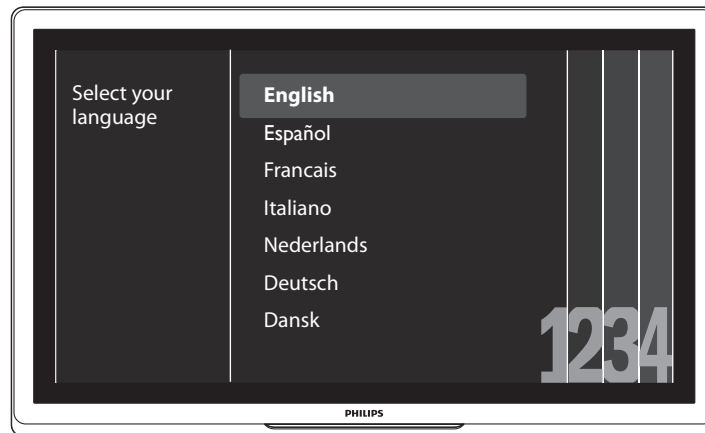 Select your
language
English
Español
Francais
Italiano
Nederlands
Deutsch
Dansk
1234
PHILIPS